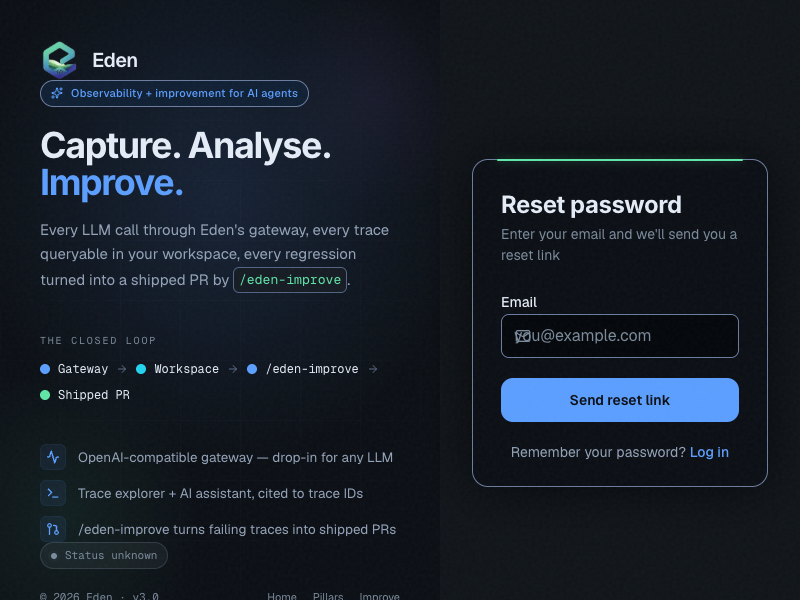 Eden
Observability + improvement for AI agents
Capture. Analyse.
Improve.
Every LLM call through Eden's gateway, every trace
queryable in your workspace, every regression
turned into a shipped PR by /eden-improve.
THE CLOSED LOOP
Gateway → Workspace → /eden-improve →
Shipped PR
OpenAI-compatible gateway — drop-in for any LLM
Trace explorer + AI assistant, cited to trace IDs
/eden-improve turns failing traces into shipped PRs
Status unknown
© 2026 Eden · v3.0
Home Pillars Improve
Reset password
Enter your email and we'll send you a
reset link
Email
you@example.com
Send reset link
Remember your password? Log in